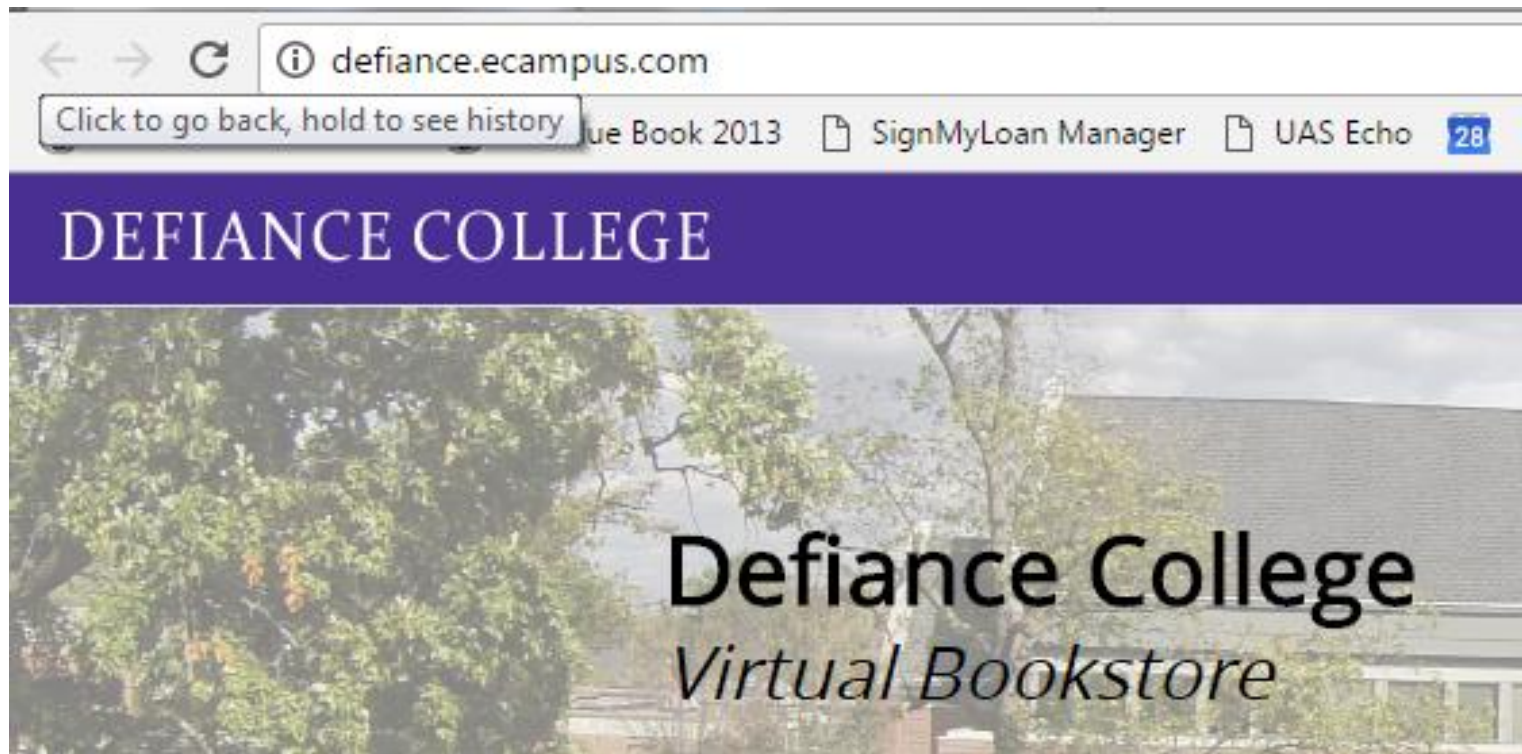 defiance.ecampus.com
Click to go back, hold to see history
ue Book 2013 SignMyLoan Manager UAS Echo 28
DEFIANCE COLLEGE
Defiance College
Virtual Bookstore